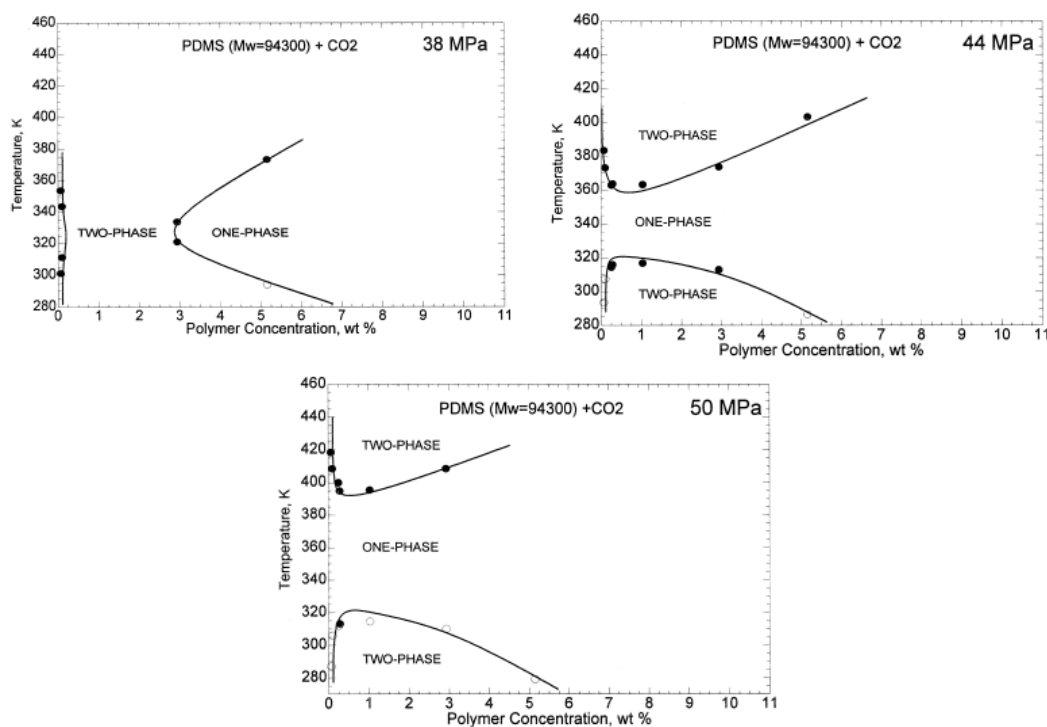 PDMS (Mw=94300) + CO2 38 MPa
460
440
420
400
380
360
340
320
300
280
Temperature, K
TWO-PHASE
ONE-PHASE
0 1 2 3 4 5 6 7 8 9 10 11
Polymer Concentration, wt %
PDMS (Mw=94300) + CO2 44 MPa
460
440
420
400
380
360
340
320
300
280
Temperature, K
TWO-PHASE
ONE-PHASE
TWO-PHASE
0 1 2 3 4 5 6 7 8 9 10 11
Polymer Concentration, wt %
PDMS (Mw=94300) +CO2 50 MPa
460
440
420
400
380
360
340
320
300
280
Temperature, K
TWO-PHASE
ONE-PHASE
TWO-PHASE
0 1 2 3 4 5 6 7 8 9 10 11
Polymer Concentration, wt %